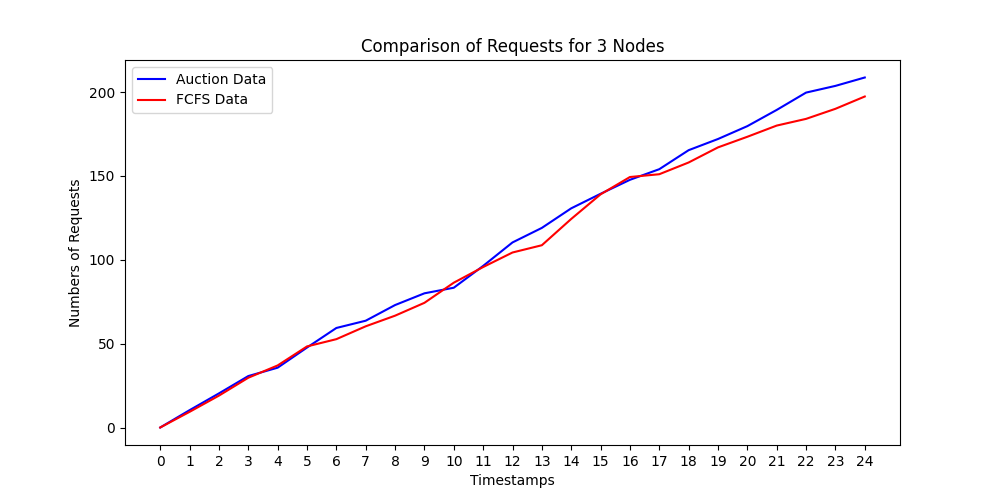 Comparison of Requests for 3 Nodes
Auction Data
FCFS Data
Numbers of Requests
200
150
100
50
0
0 1 2 3 4 5 6 7 8 9 10 11 12 13 14 15 16 17 18 19 20 21 22 23 24
Timestamps